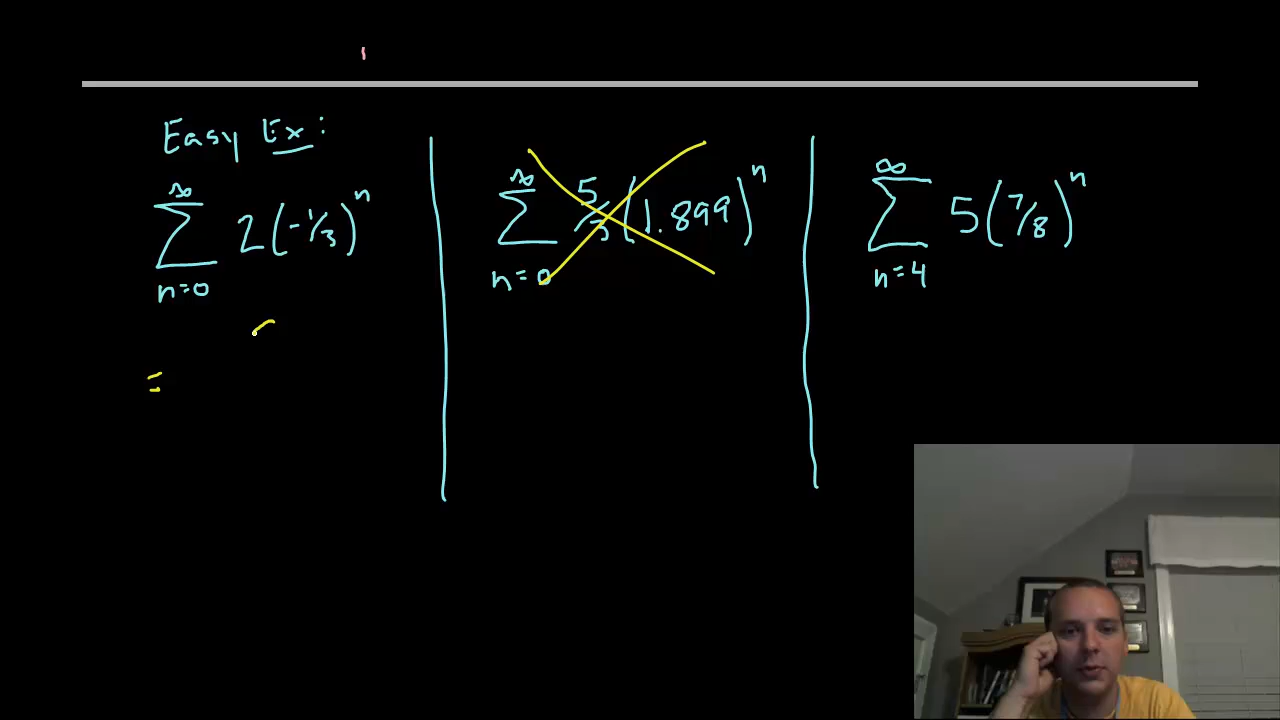 Easy Ex:
∞
∑ 2(-1/3)^n
n=0
=
∞
∑ 5/3(1.899)^n
n=0
∞
∑ 5(7/8)^n
n=4